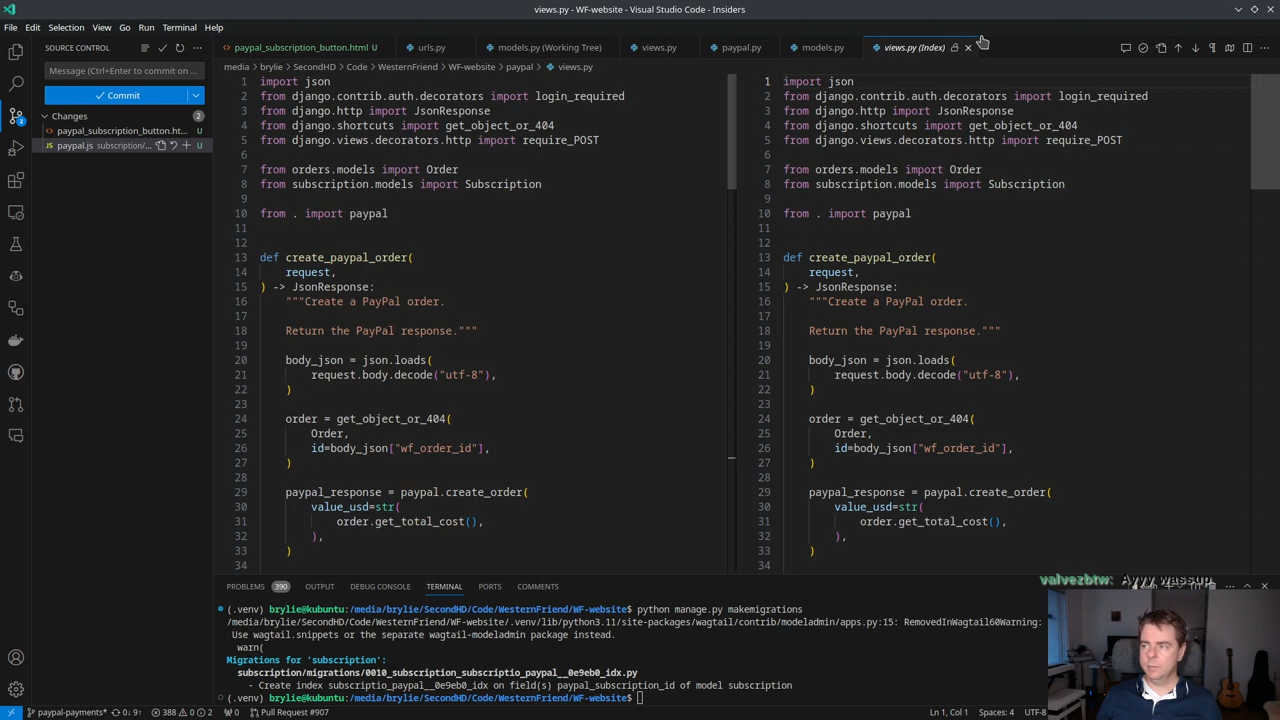 views.py - WF-website - Visual Studio Code - Insiders
File Edit Selection View Go Run Terminal Help
SOURCE CONTROL
paypal_subscription_button.html U
urls.py
models.py (Working Tree)
views.py
paypal.py
models.py
views.py (Index)
media > brylie > SecondHD > Code > WesternFriend > WF-website > paypal > views.py
Message (Ctrl+Enter to commit on ...
Commit
Changes 2
paypal_subscription_button.ht... U
paypal.js subscription/... U
1 import json
2 from django.contrib.auth.decorators import login_required
3 from django.http import JsonResponse
4 from django.shortcuts import get_object_or_404
5 from django.views.decorators.http import require_POST
6
7 from orders.models import Order
8 from subscription.models import Subscription
9
10 from . import paypal
11
12
13 def create_paypal_order(
14 request,
15 ) -> JsonResponse:
16 """Create a PayPal order.
17
18 Return the PayPal response."""
19
20 body_json = json.loads(
21 request.body.decode("utf-8"),
22 )
23
24 order = get_object_or_404(
25 Order,
26 id=body_json["wf_order_id"],
27 )
28
29 paypal_response = paypal.create_order(
30 value_usd=str(
31 order.get_total_cost(),
32 ),
33 )
34
1 import json
2 from django.contrib.auth.decorators import login_required
3 from django.http import JsonResponse
4 from django.shortcuts import get_object_or_404
5 from django.views.decorators.http import require_POST
6
7 from orders.models import Order
8 from subscription.models import Subscription
9
10 from . import paypal
11
12
13 def create_paypal_order(
14 request,
15 ) -> JsonResponse:
16 """Create a PayPal order.
17
18 Return the PayPal response."""
19
20 body_json = json.loads(
21 request.body.decode("utf-8"),
22 )
23
24 order = get_object_or_404(
25 Order,
26 id=body_json["wf_order_id"],
27 )
28
29 paypal_response = paypal.create_order(
30 value_usd=str(
31 order.get_total_cost(),
32 ),
33 )
34
PROBLEMS 390 OUTPUT DEBUG CONSOLE TERMINAL PORTS COMMENTS
valvezbtw: Ayyy wassup
(.venv) brylie@kubuntu:/media/brylie/SecondHD/Code/WesternFriend/WF-website$ python manage.py makemigrations
/media/brylie/SecondHD/Code/WesternFriend/WF-website/.venv/lib/python3.11/site-packages/wagtail/contrib/modeladmin/apps.py:15: RemovedInWagtail60Warning:
Use wagtail.snippets or the separate wagtail-modeladmin package instead.
warn(
Migrations for 'subscription':
subscription/migrations/0010_subscription_subscriptio_paypal__0e9eb0_idx.py
- Create index subscriptio_paypal__0e9eb0_idx on field(s) paypal_subscription_id of model subscription
(.venv) brylie@kubuntu:/media/brylie/SecondHD/Code/WesternFriend/WF-website$
paypal-payments* 0↓ 9↑ 388 0 2 0 Pull Request #907 Ln 1, Col 1 Spaces: 4 UTF-8